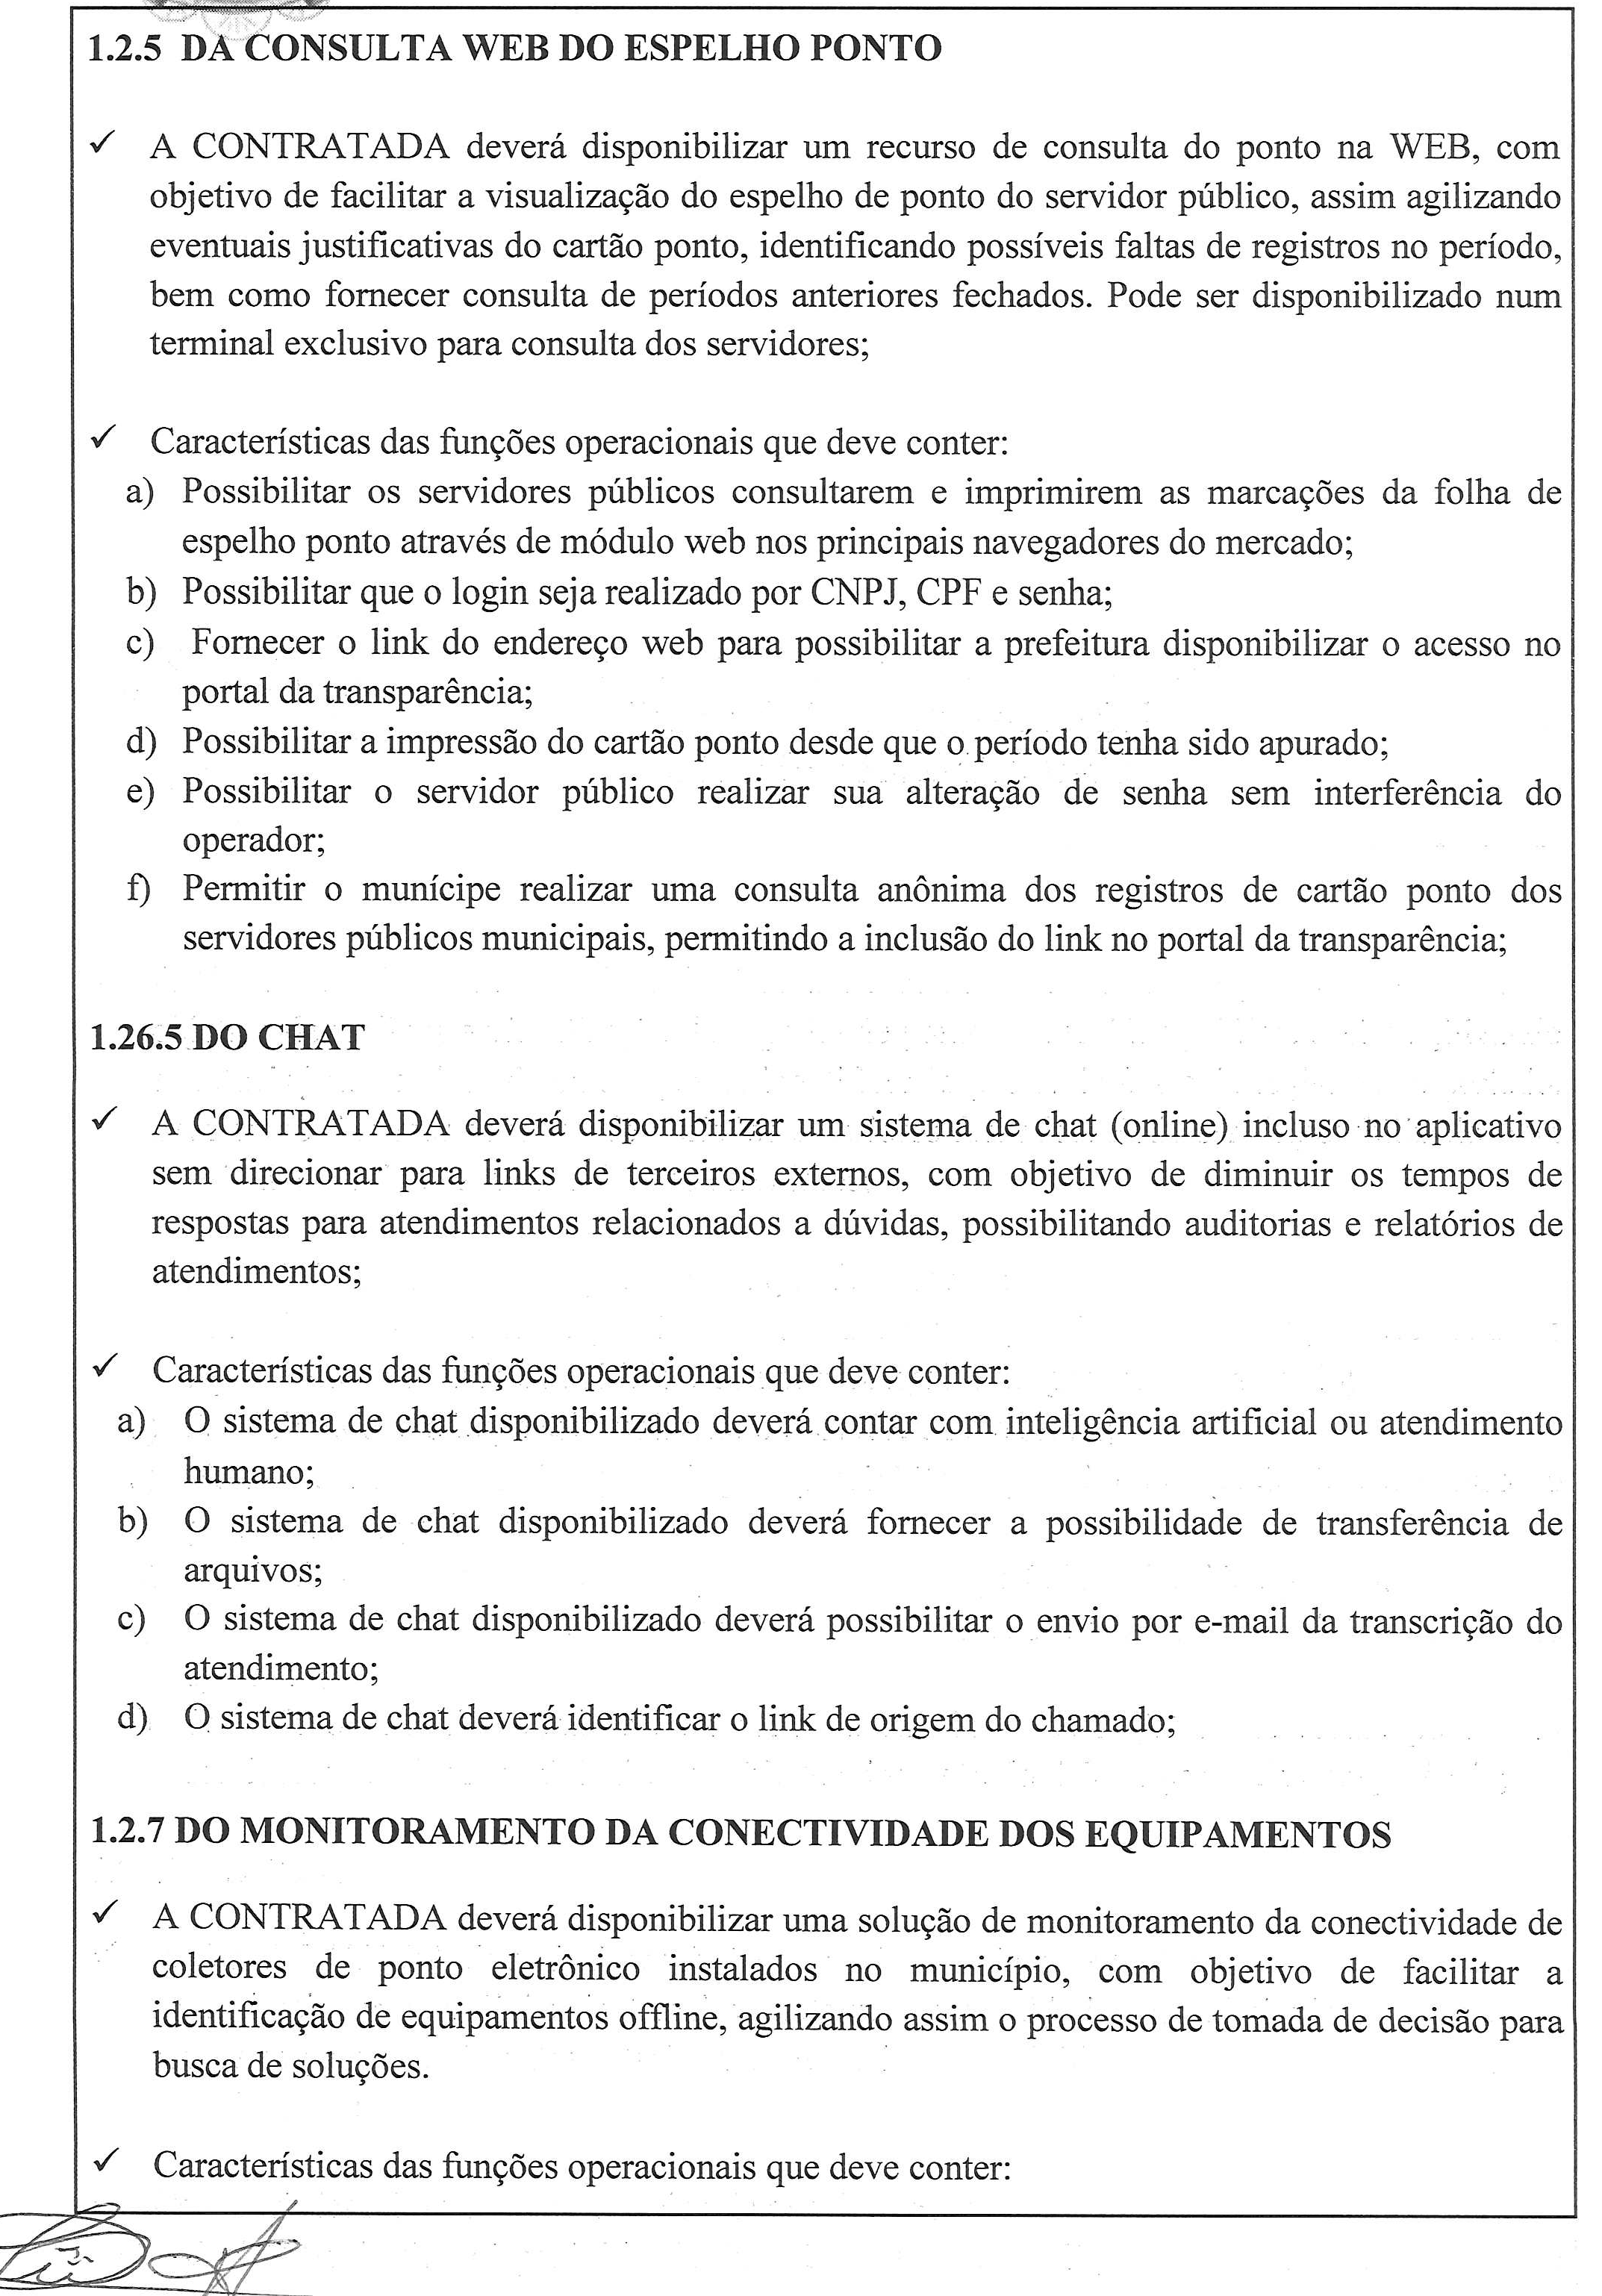 1.2.5 DA CONSULTA WEB DO ESPELHO PONTO
✓ A CONTRATADA deverá disponibilizar um recurso de consulta do ponto na WEB, com
objetivo de facilitar a visualização do espelho de ponto do servidor público, assim agilizando
eventuais justificativas do cartão ponto, identificando possíveis faltas de registros no período,
bem como fornecer consulta de períodos anteriores fechados. Pode ser disponibilizado num
terminal exclusivo para consulta dos servidores;
✓ Características das funções operacionais que deve conter:
a) Possibilitar os servidores públicos consultarem e imprimirem as marcações da folha de
espelho ponto através de módulo web nos principais navegadores do mercado;
b) Possibilitar que o login seja realizado por CNPJ, CPF e senha;
c) Fornecer o link do endereço web para possibilitar a prefeitura disponibilizar o acesso no
portal da transparência;
d) Possibilitar a impressão do cartão ponto desde que o período tenha sido apurado;
e) Possibilitar o servidor público realizar sua alteração de senha sem interferência do
operador;
f) Permitir o munícipe realizar uma consulta anônima dos registros de cartão ponto dos
servidores públicos municipais, permitindo a inclusão do link no portal da transparência;
1.26.5 DO CHAT
✓ A CONTRATADA deverá disponibilizar um sistema de chat (online) incluso no aplicativo
sem direcionar para links de terceiros externos, com objetivo de diminuir os tempos de
respostas para atendimentos relacionados a dúvidas, possibilitando auditorias e relatórios de
atendimentos;
✓ Características das funções operacionais que deve conter:
a) O sistema de chat disponibilizado deverá contar com inteligência artificial ou atendimento
humano;
b) O sistema de chat disponibilizado deverá fornecer a possibilidade de transferência de
arquivos;
c) O sistema de chat disponibilizado deverá possibilitar o envio por e-mail da transcrição do
atendimento;
d) O sistema de chat deverá identificar o link de origem do chamado;
1.2.7 DO MONITORAMENTO DA CONECTIVIDADE DOS EQUIPAMENTOS
✓ A CONTRATADA deverá disponibilizar uma solução de monitoramento da conectividade de
coletores de ponto eletrônico instalados no município, com objetivo de facilitar a
identificação de equipamentos offline, agilizando assim o processo de tomada de decisão para
busca de soluções.
✓ Características das funções operacionais que deve conter: